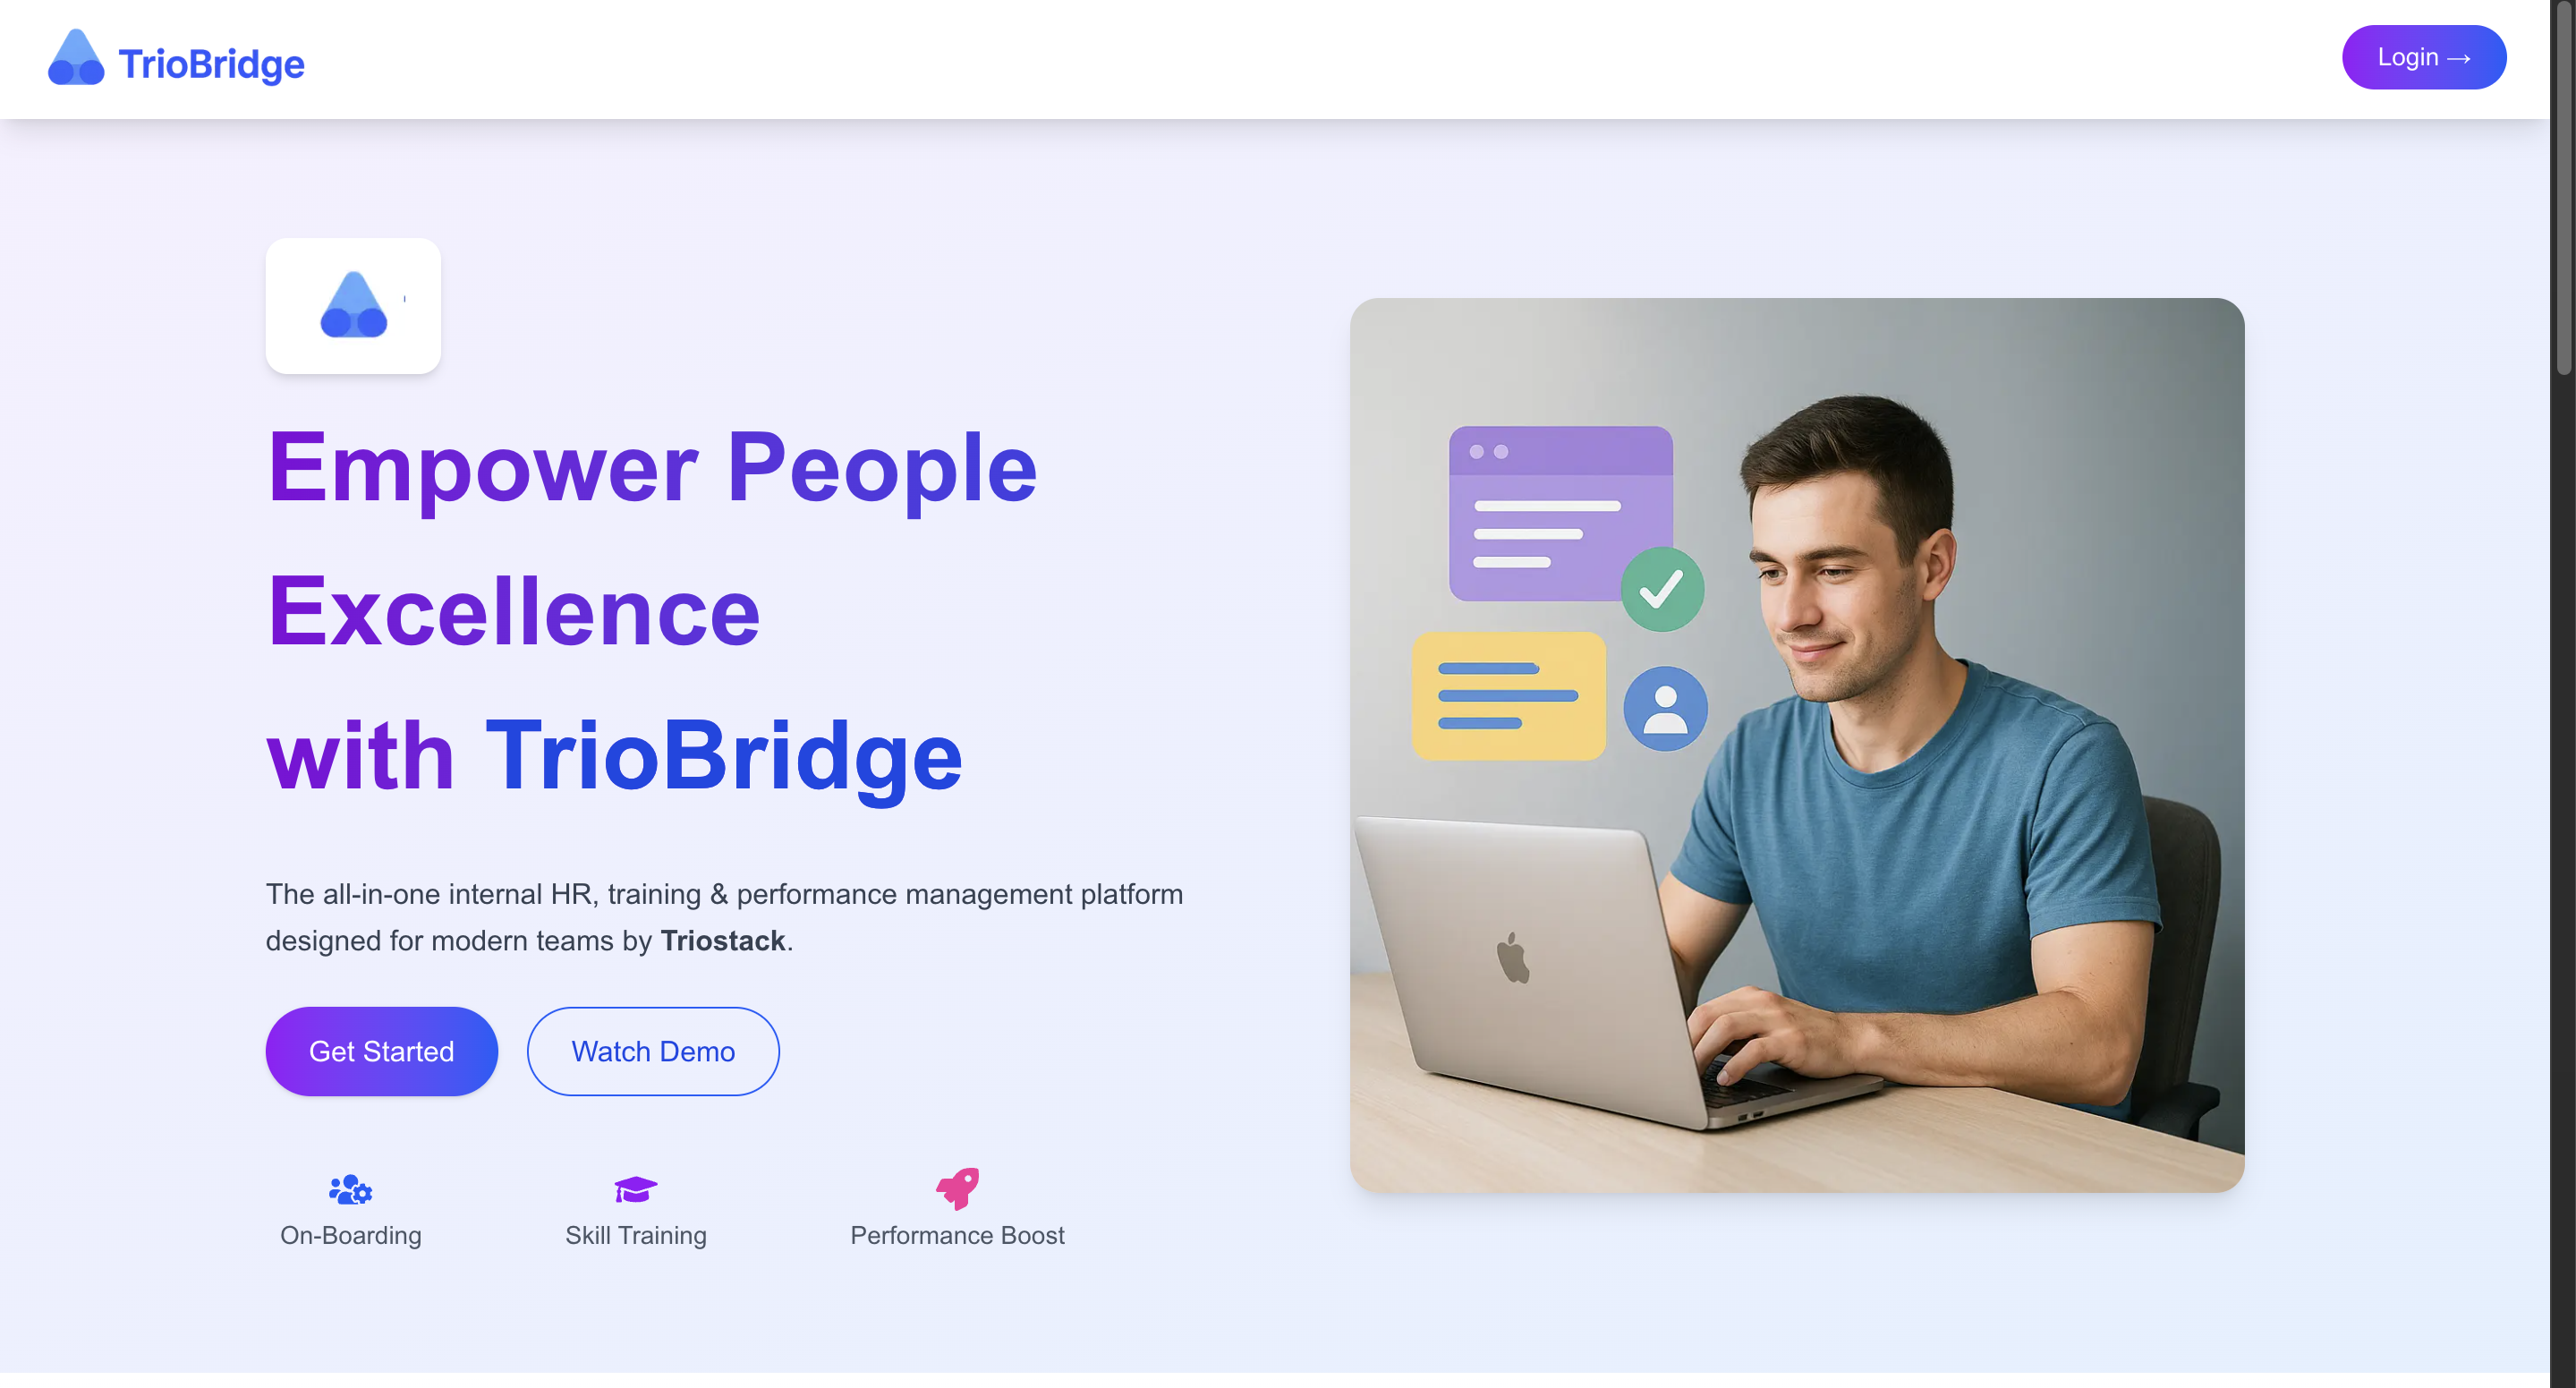 TrioBridge
Login →
Empower People
Excellence
with TrioBridge
The all-in-one internal HR, training & performance management platform
designed for modern teams by Triostack.
Get Started
Watch Demo
On-Boarding
Skill Training
Performance Boost